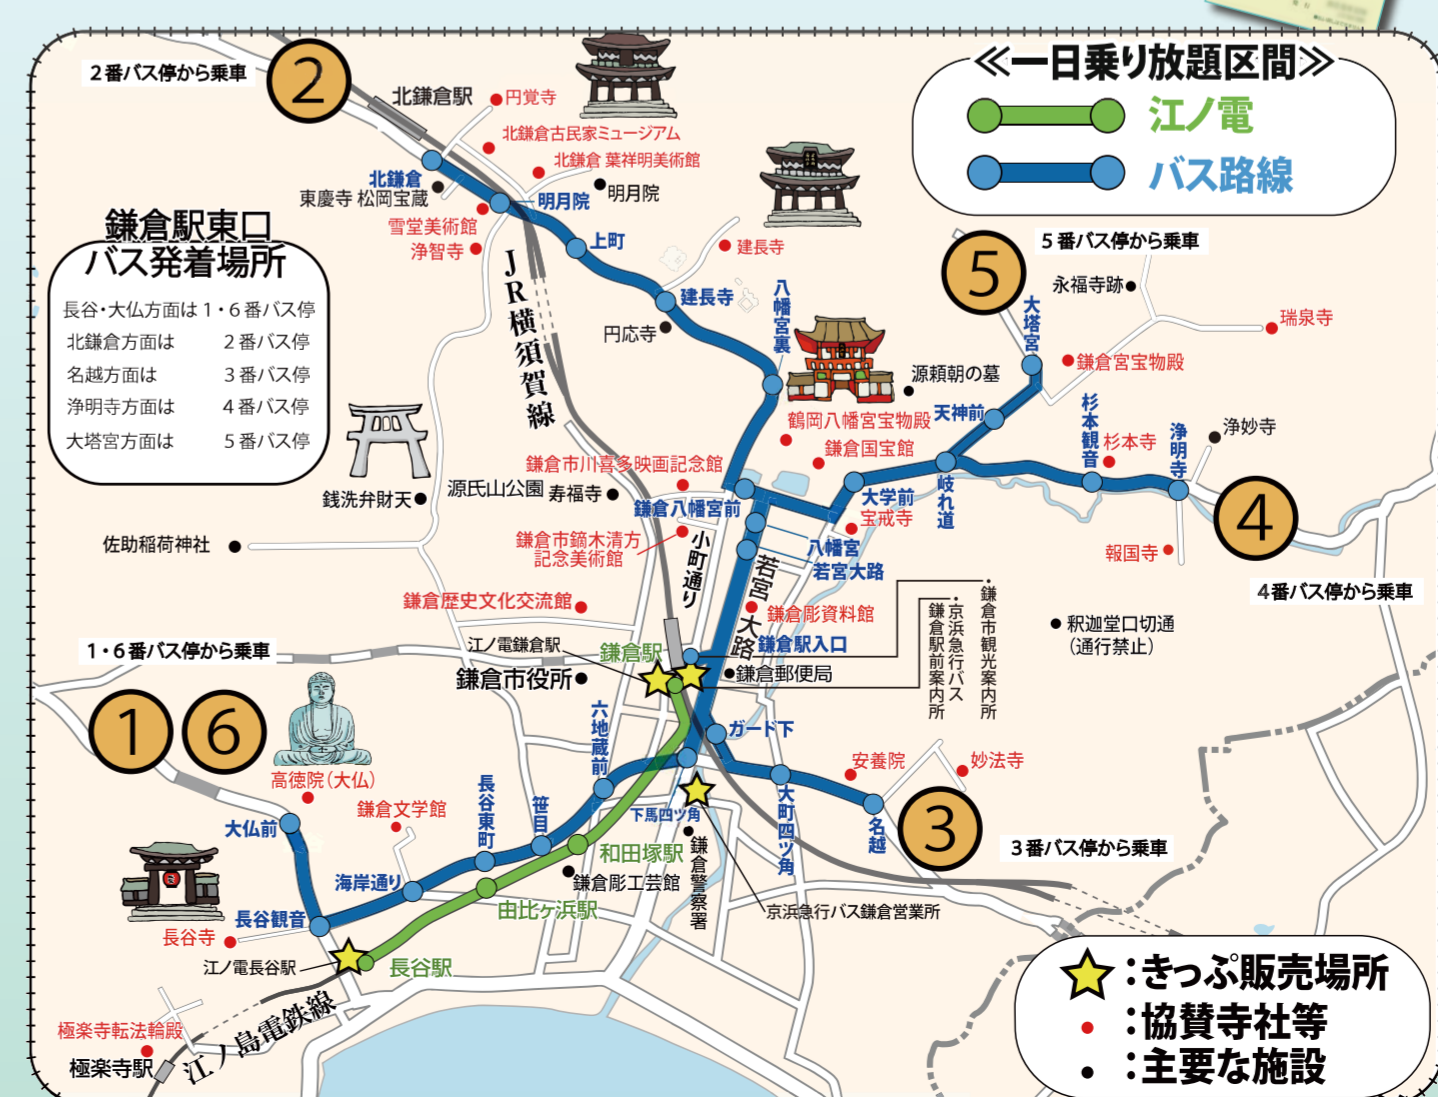 2番バス停から乗車
2
北鎌倉駅
円覚寺
北鎌倉古民家ミュージアム
北鎌倉 葉祥明美術館
北鎌倉
東慶寺 松岡宝蔵
明月院
明月院
雪堂美術館
浄智寺
上町
建長寺
建長寺
円応寺
JR横須賀線
八幡宮裏
≪一日乗り放題区間≫
江ノ電
バス路線
鎌倉駅東口
バス発着場所
長谷・大仏方面は1・6番バス停
北鎌倉方面は 2番バス停
名越方面は 3番バス停
浄明寺方面は 4番バス停
大塔宮方面は 5番バス停
5番バス停から乗車
5
永福寺跡
大塔宮
瑞泉寺
鎌倉宮宝物殿
源頼朝の墓
天神前
杉本観音
杉本寺
浄明寺
浄妙寺
鶴岡八幡宮宝物殿
鎌倉国宝館
鎌倉市川喜多映画記念館
源氏山公園
寿福寺
銭洗弁財天
鎌倉八幡宮前
大学前
宝戒寺
岐れ道
4
報国寺
4番バス停から乗車
佐助稲荷神社
鎌倉市鏑木清方
記念美術館
小町通り
八幡宮
若宮大路
若宮大路
鎌倉歴史文化交流館
鎌倉彫資料館
・鎌倉市観光案内所
・京浜急行バス
鎌倉駅前案内所
釈迦堂口切通
（通行禁止）
江ノ電鎌倉駅
鎌倉駅
鎌倉駅入口
鎌倉市役所
鎌倉郵便局
1・6番バス停から乗車
1
6
高徳院（大仏）
六地蔵前
ガード下
安養院
妙法寺
鎌倉文学館
長谷東町
笹目
下馬四ツ角
大町四ツ角
名越
3
3番バス停から乗車
大仏前
和田塚駅
鎌倉彫工芸館
鎌倉警察署
海岸通り
由比ヶ浜駅
京浜急行バス鎌倉営業所
長谷観音
長谷寺
江ノ電長谷駅
長谷駅
江ノ島電鉄線
極楽寺転法輪殿
極楽寺駅
：きっぷ販売場所
：協賛寺社等
：主要な施設